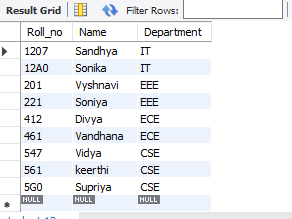 Result Grid Filter Rows:
Roll_no Name Department
1207 Sandhya IT
12A0 Sonika IT
201 Vyshnavi EEE
221 Soniya EEE
412 Divya ECE
461 Vandhana ECE
547 Vidya CSE
561 keerthi CSE
5G0 Supriya CSE
NULL NULL NULL